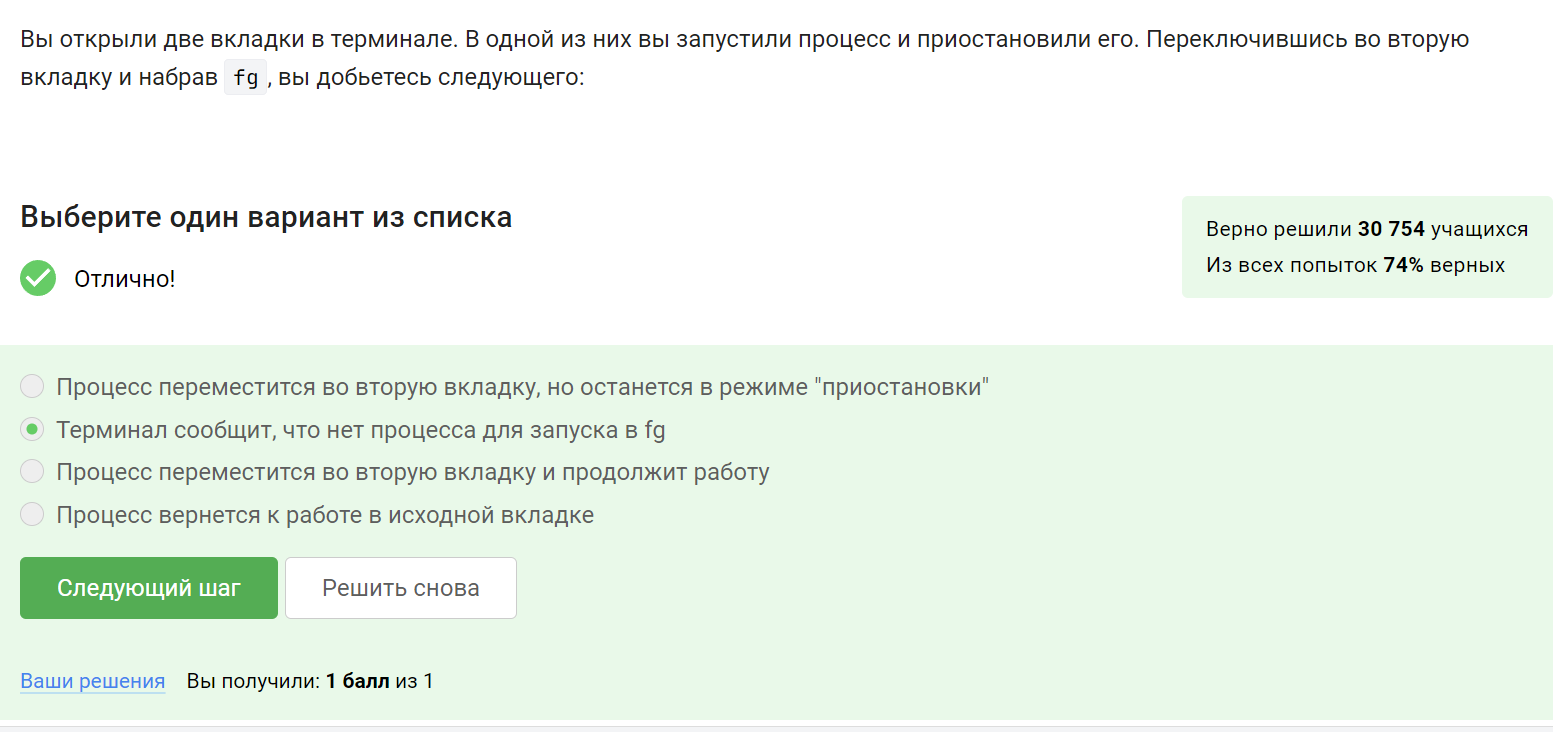 Вы открыли две вкладки в терминале. В одной из них вы запустили процесс и приостановили его. Переключившись во вторую
вкладку и набрав fg, вы добьетесь следующего:
Выберите один вариант из списка
Отлично!
Верно решили 30 754 учащихся
Из всех попыток 74% верных
Процесс переместится во вторую вкладку, но останется в режиме "приостановки"
Терминал сообщит, что нет процесса для запуска в fg
Процесс переместится во вторую вкладку и продолжит работу
Процесс вернется к работе в исходной вкладке
Следующий шаг
Решить снова
Ваши решения Вы получили: 1 балл из 1